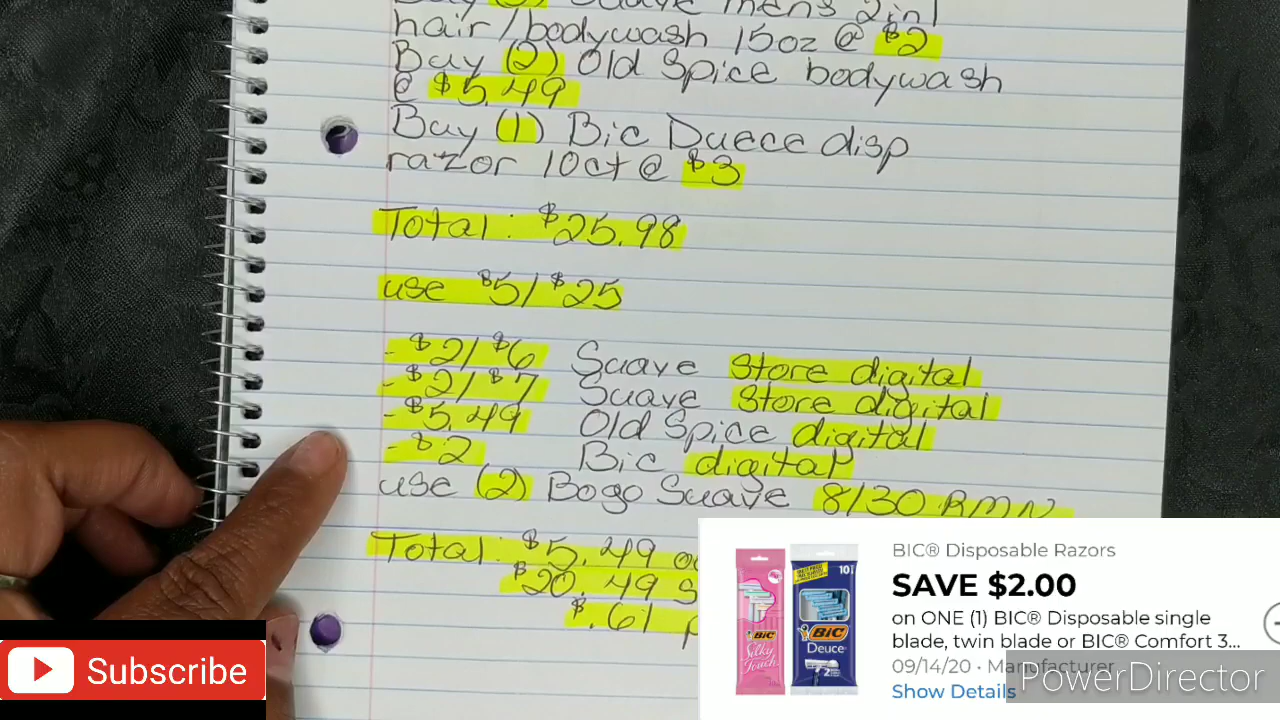 Suave mens 2in1
hair/bodywash 15oz @ $2
Buy (2) Old Spice bodywash
@ $5.49
Buy (1) Bic Duece disp
razor 10ct @ $3
Total: $25.98
use $5/$25
- $2/$6 Suave Store digital
- $2/$7 Suave Store digital
- $5.49 Old Spice digital
- $2 Bic digital
use (2) Bogo Suave 8/30 RMN
Total: $5.49
$20.49
$.61
BIC® Disposable Razors
SAVE $2.00
on ONE (1) BIC® Disposable single
blade, twin blade or BIC® Comfort 3...
09/14/20 • Manufacturer
Show Details
BiC
Silky
Touch
10
BiC
Deuce
Subscribe
PowerDirector